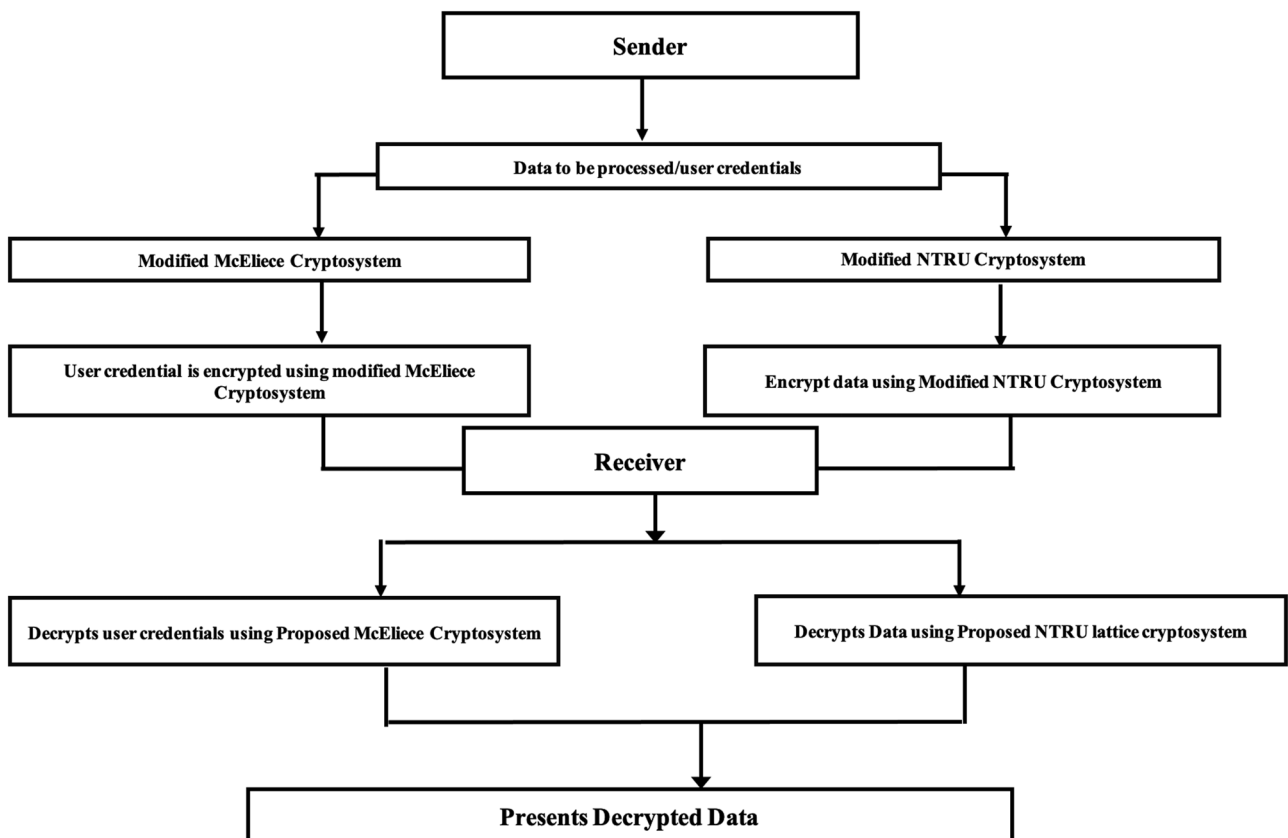 Sender
Data to be processed/user credentials
Modified McEliece Cryptosystem
Modified NTRU Cryptosystem
User credential is encrypted using modified McEliece
Cryptosystem
Encrypt data using Modified NTRU Cryptosystem
Receiver
Decrypts user credentials using Proposed McEliece Cryptosystem
Decrypts Data using Proposed NTRU lattice cryptosystem
Presents Decrypted Data